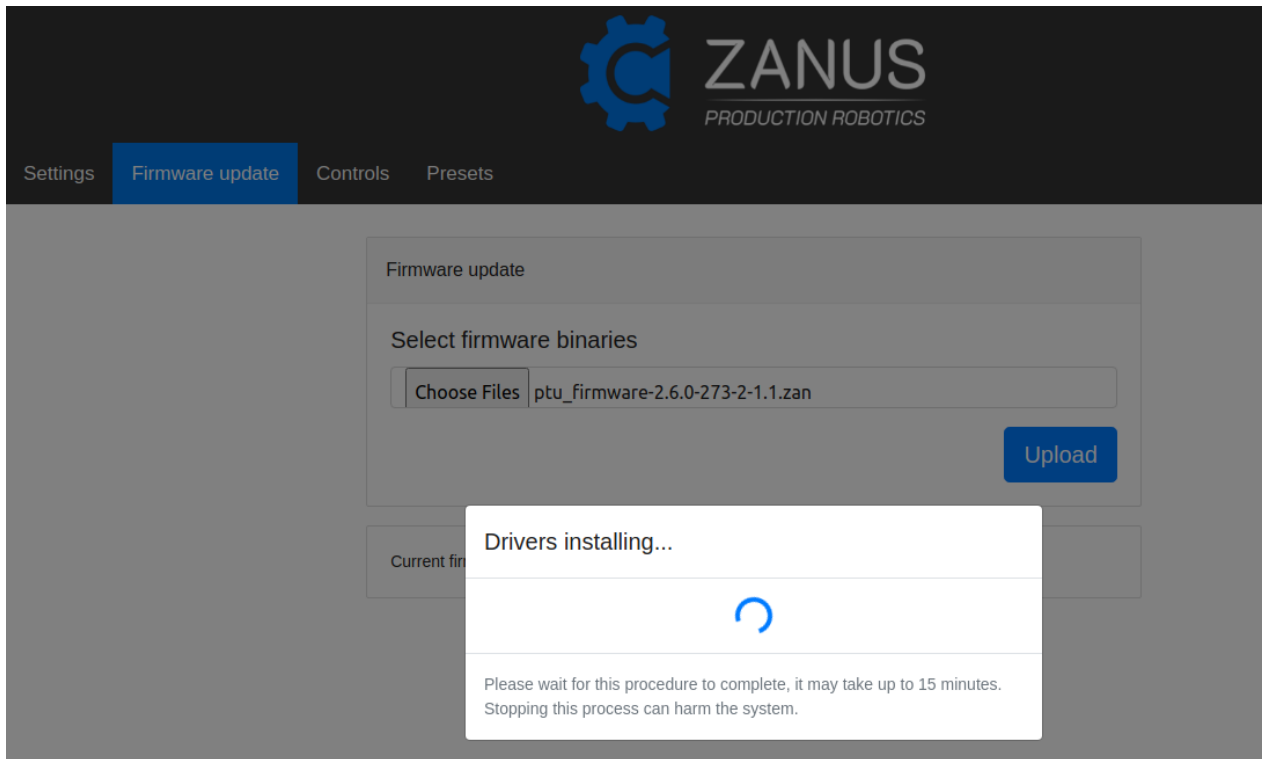 ZANUS
PRODUCTION ROBOTICS
Settings Firmware update Controls Presets
Firmware update
Select firmware binaries
Choose Files ptu_firmware-2.6.0-273-2-1.1.zan
Upload
Drivers installing...
Current
Please wait for this procedure to complete, it may take up to 15 minutes.
Stopping this process can harm the system.